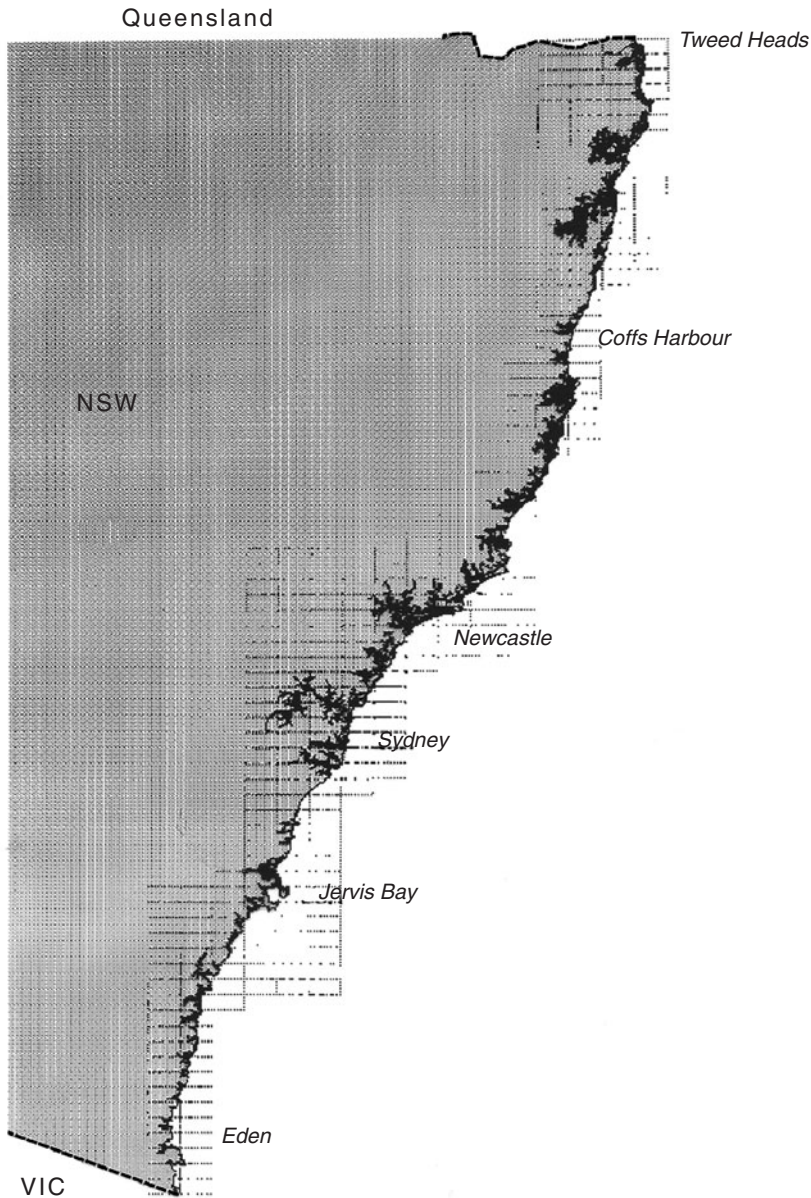 Queensland
Tweed Heads
Coffs Harbour
NSW
Newcastle
Sydney
Jervis Bay
Eden
VIC